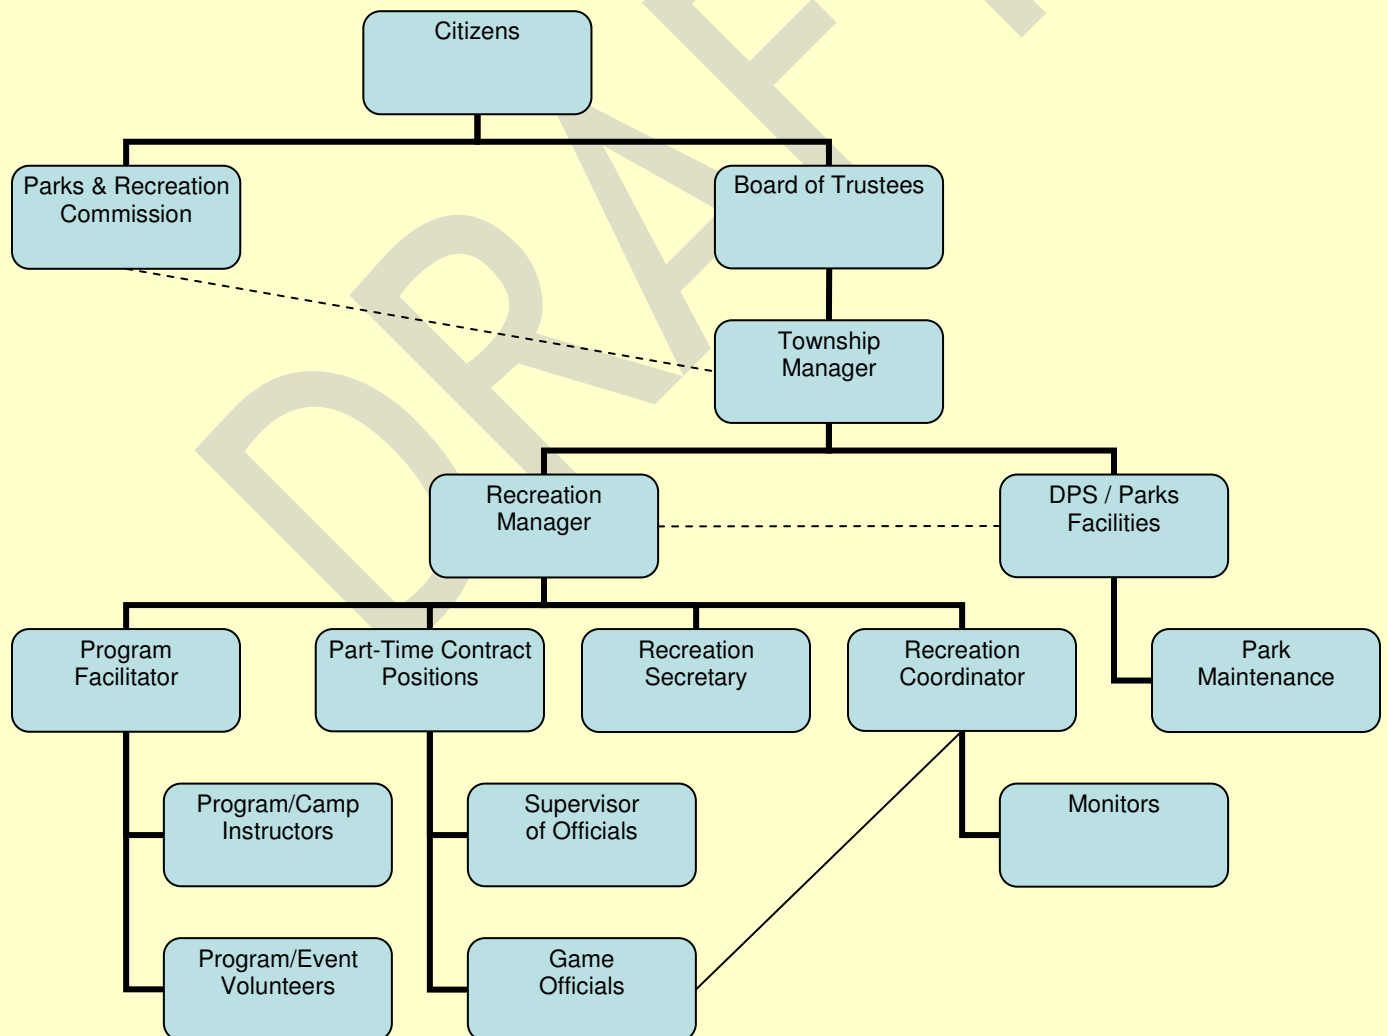 Citizens
Parks & Recreation
Commission
Board of Trustees
Township
Manager
Recreation
Manager
DPS / Parks
Facilities
Program
Facilitator
Part-Time Contract
Positions
Recreation
Secretary
Recreation
Coordinator
Park
Maintenance
Program/Camp
Instructors
Supervisor
of Officials
Monitors
Program/Event
Volunteers
Game
Officials
DRAFT